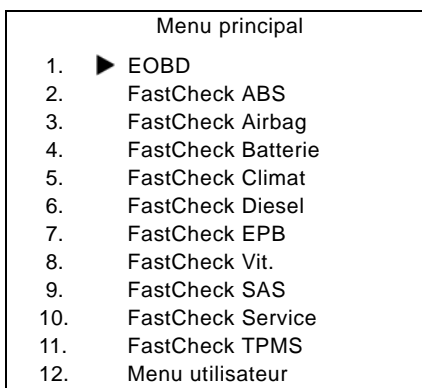 Menu principal
1. EOBD
2. FastCheck ABS
3. FastCheck Airbag
4. FastCheck Batterie
5. FastCheck Climat
6. FastCheck Diesel
7. FastCheck EPB
8. FastCheck Vit.
9. FastCheck SAS
10. FastCheck Service
11. FastCheck TPMS
12. Menu utilisateur